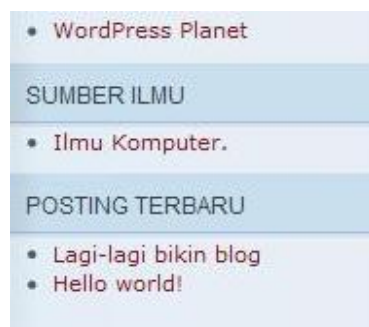 WordPress Planet
SUMBER ILMU
Ilmu Komputer.
POSTING TERBARU
Lagi-lagi bikin blog
Hello world!